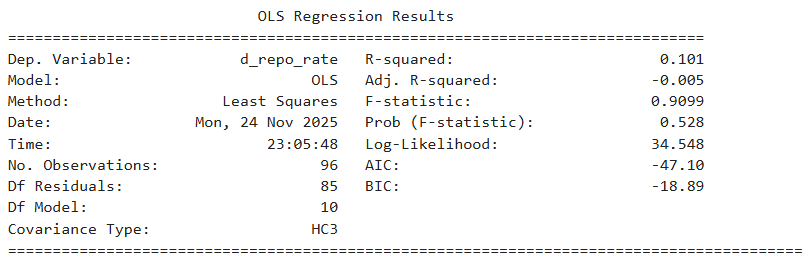 OLS Regression Results
==============================================================================
Dep. Variable: d_repo_rate R-squared: 0.101
Model: OLS Adj. R-squared: -0.005
Method: Least Squares F-statistic: 0.9099
Date: Mon, 24 Nov 2025 Prob (F-statistic): 0.528
Time: 23:05:48 Log-Likelihood: 34.548
No. Observations: 96 AIC: -47.10
Df Residuals: 85 BIC: -18.89
Df Model: 10
Covariance Type: HC3
=========================================================================================